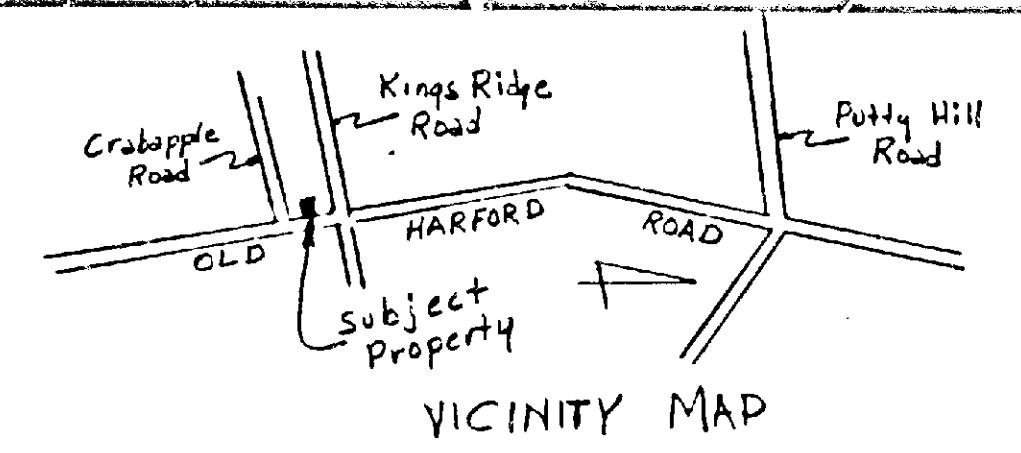 Kings Ridge
Road
Putty Hill
Road
Crabapple
Road
OLD HARFORD ROAD
Subject
Property
VICINITY MAP